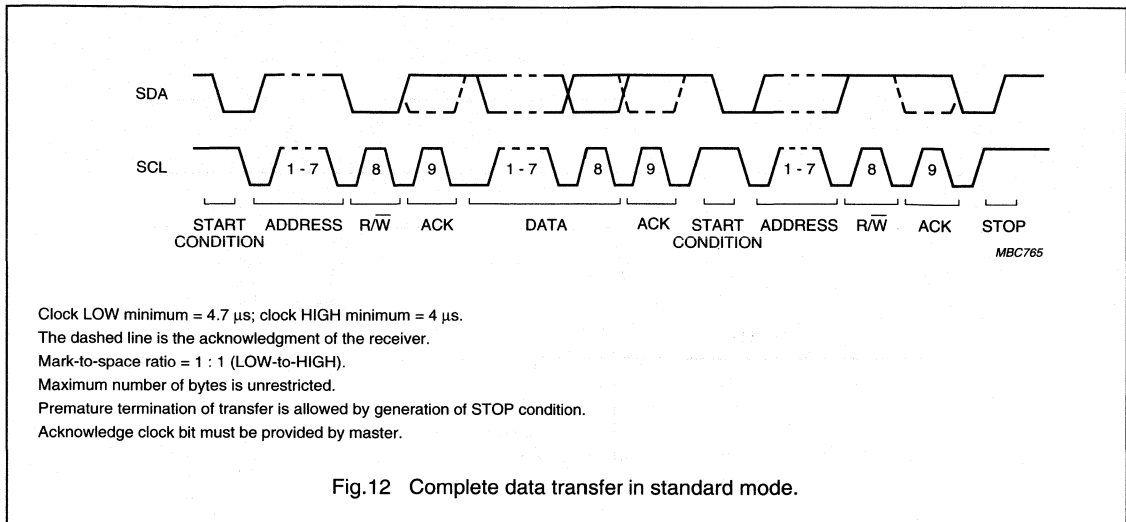 SDA
SCL
1 - 7 8 9 1 - 7 8 9 1 - 7 8 9
START CONDITION ADDRESS R/W̅ ACK DATA ACK START CONDITION ADDRESS R/W̅ ACK STOP
MBC765
Clock LOW minimum = 4.7 µs; clock HIGH minimum = 4 µs.
The dashed line is the acknowledgment of the receiver.
Mark-to-space ratio = 1 : 1 (LOW-to-HIGH).
Maximum number of bytes is unrestricted.
Premature termination of transfer is allowed by generation of STOP condition.
Acknowledge clock bit must be provided by master.
Fig.12 Complete data transfer in standard mode.